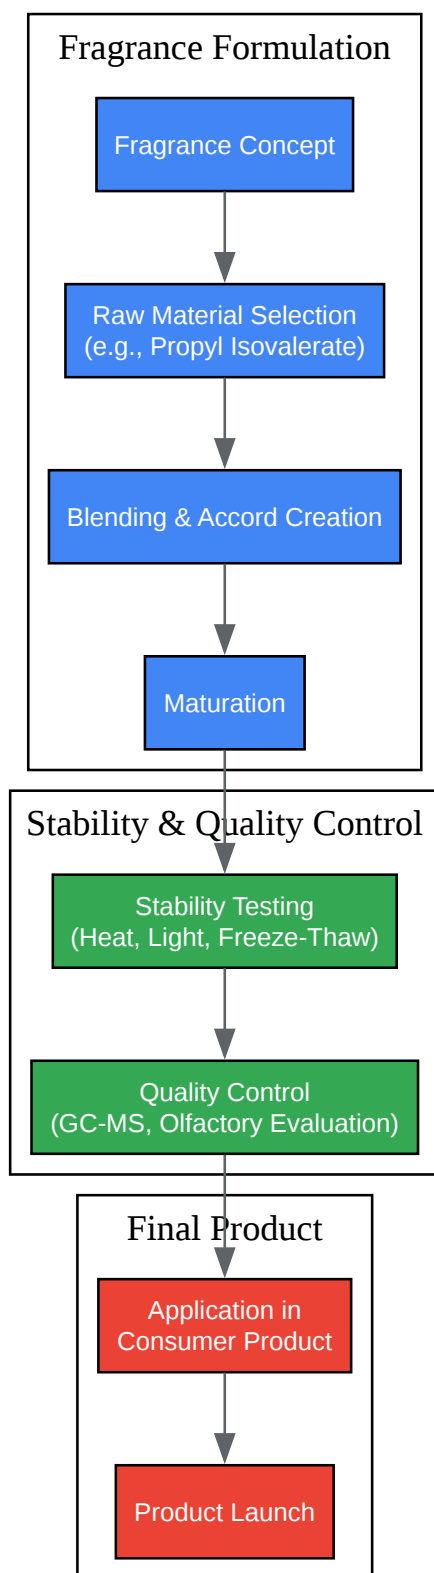 Fragrance Formulation
Fragrance Concept
Raw Material Selection
(e.g., Propyl Isovalerate)
Blending & Accord Creation
Maturation
Stability & Quality Control
Stability Testing
(Heat, Light, Freeze-Thaw)
Quality Control
(GC-MS, Olfactory Evaluation)
Final Product
Application in
Consumer Product
Product Launch